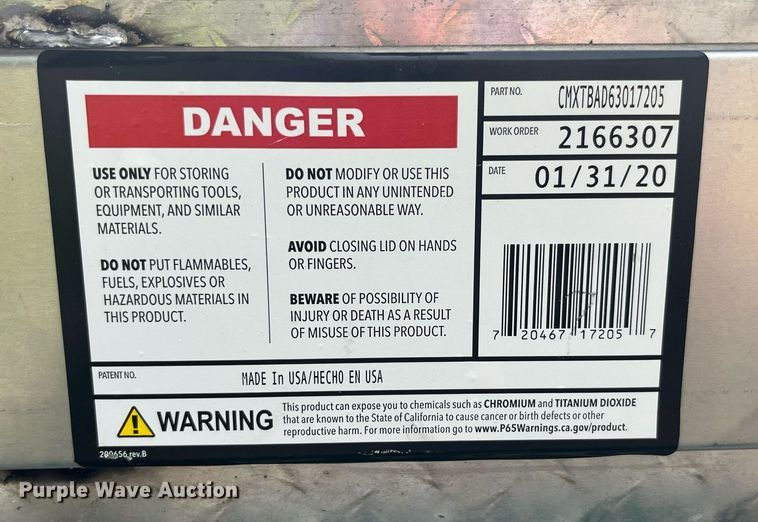 DANGER
USE ONLY FOR STORING
OR TRANSPORTING TOOLS,
EQUIPMENT, AND SIMILAR
MATERIALS.
DO NOT PUT FLAMMABLES,
FUELS, EXPLOSIVES OR
HAZARDOUS MATERIALS IN
THIS PRODUCT.
DO NOT MODIFY OR USE THIS
PRODUCT IN ANY UNINTENDED
OR UNREASONABLE WAY.
AVOID CLOSING LID ON HANDS
OR FINGERS.
BEWARE OF POSSIBILITY OF
INJURY OR DEATH AS A RESULT
OF MISUSE OF THIS PRODUCT.
PART NO. CMXTBAD63017205
WORK ORDER 2166307
DATE 01/31/20
7 20467 17205 7
PATENT NO. MADE In USA/HECHO EN USA
WARNING
This product can expose you to chemicals such as CHROMIUM and TITANIUM DIOXIDE
that are known to the State of California to cause cancer or birth defects or other
reproductive harm. For more information go to www.P65Warnings.ca.gov/product.
200656 rev.B
Purple Wave Auction